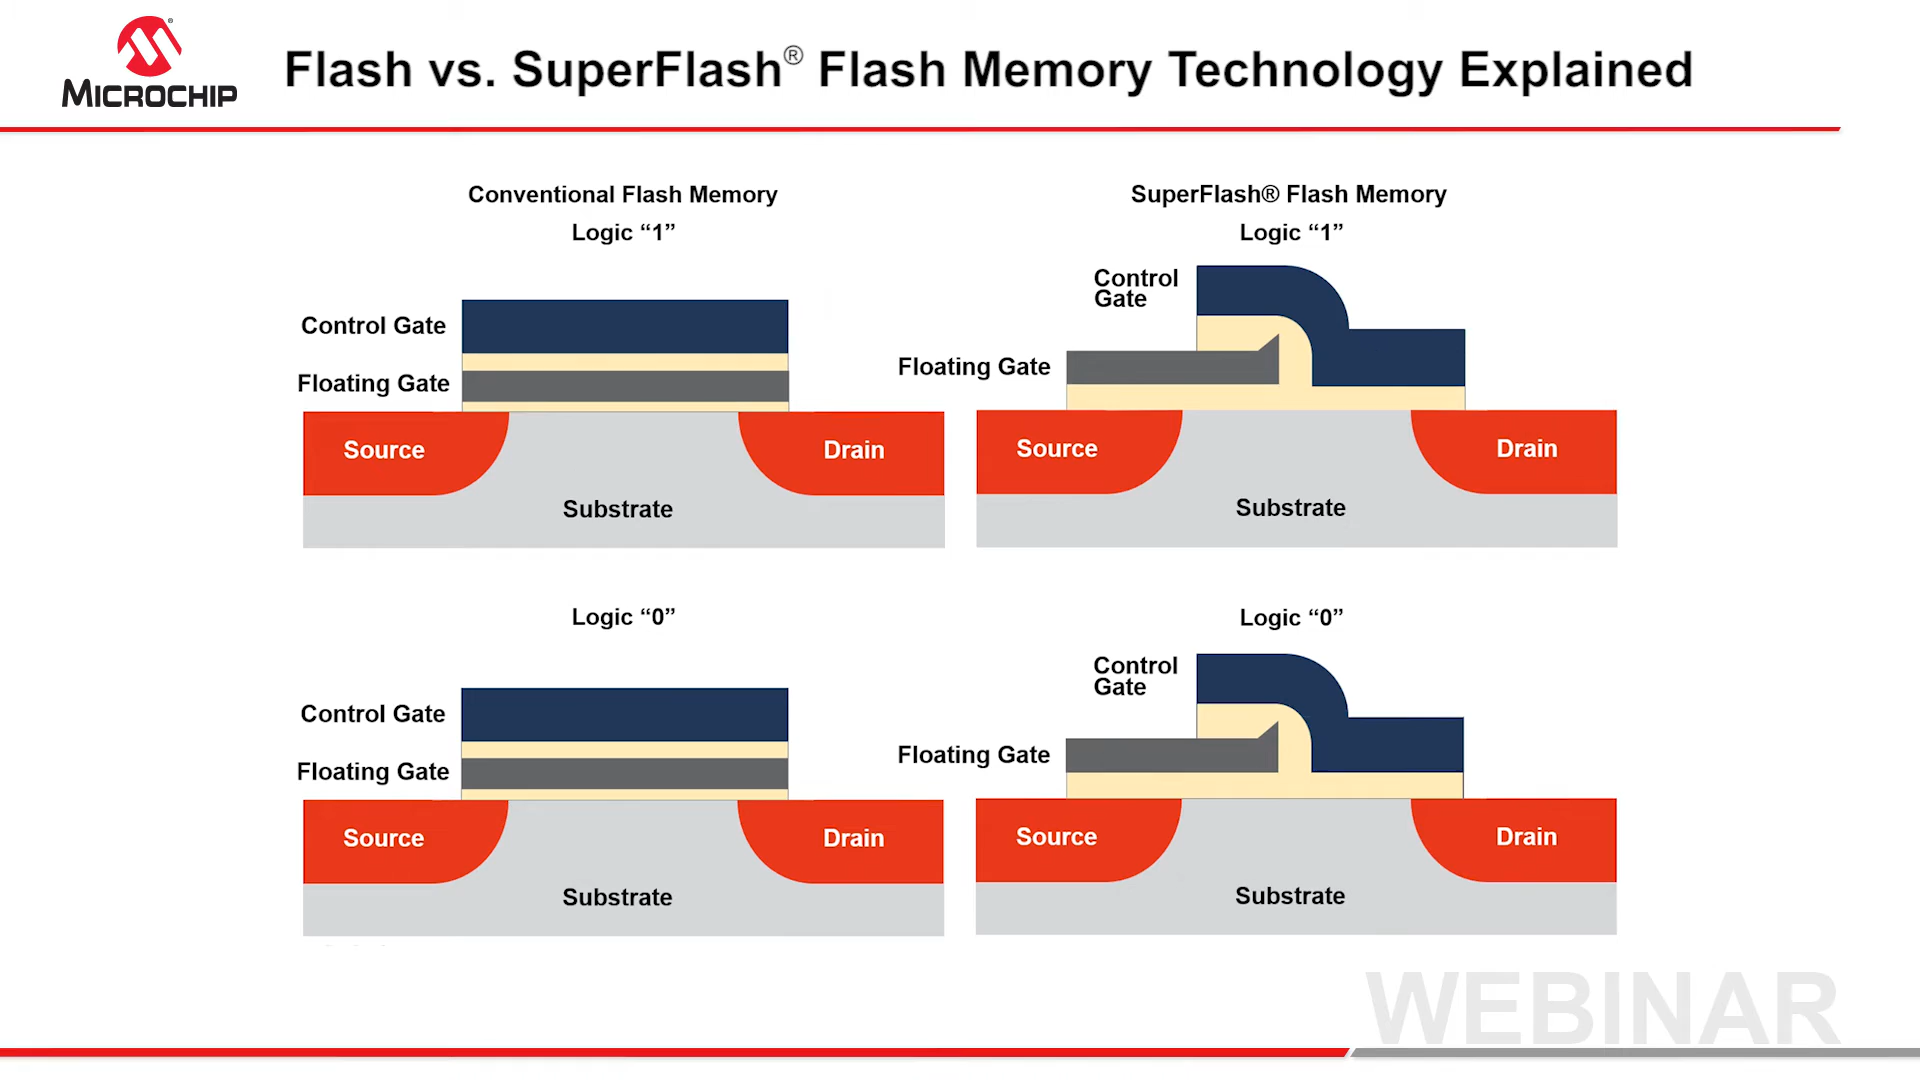 MICROCHIP
Flash vs. SuperFlash® Flash Memory Technology Explained
Conventional Flash Memory
Logic “1”
Control Gate
Floating Gate
Source
Drain
Substrate
SuperFlash® Flash Memory
Logic “1”
Control
Gate
Floating Gate
Source
Drain
Substrate
Logic “0”
Control Gate
Floating Gate
Source
Drain
Substrate
Logic “0”
Control
Gate
Floating Gate
Source
Drain
Substrate
WEBINAR